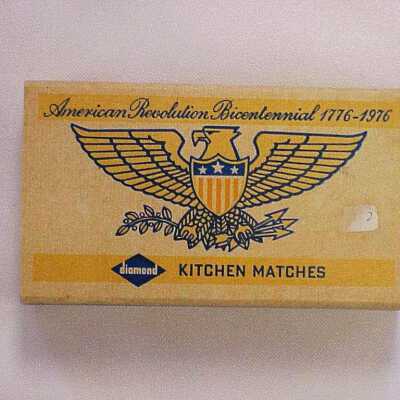 American Revolution Bicentennial 1776-1976
diamond KITCHEN MATCHES